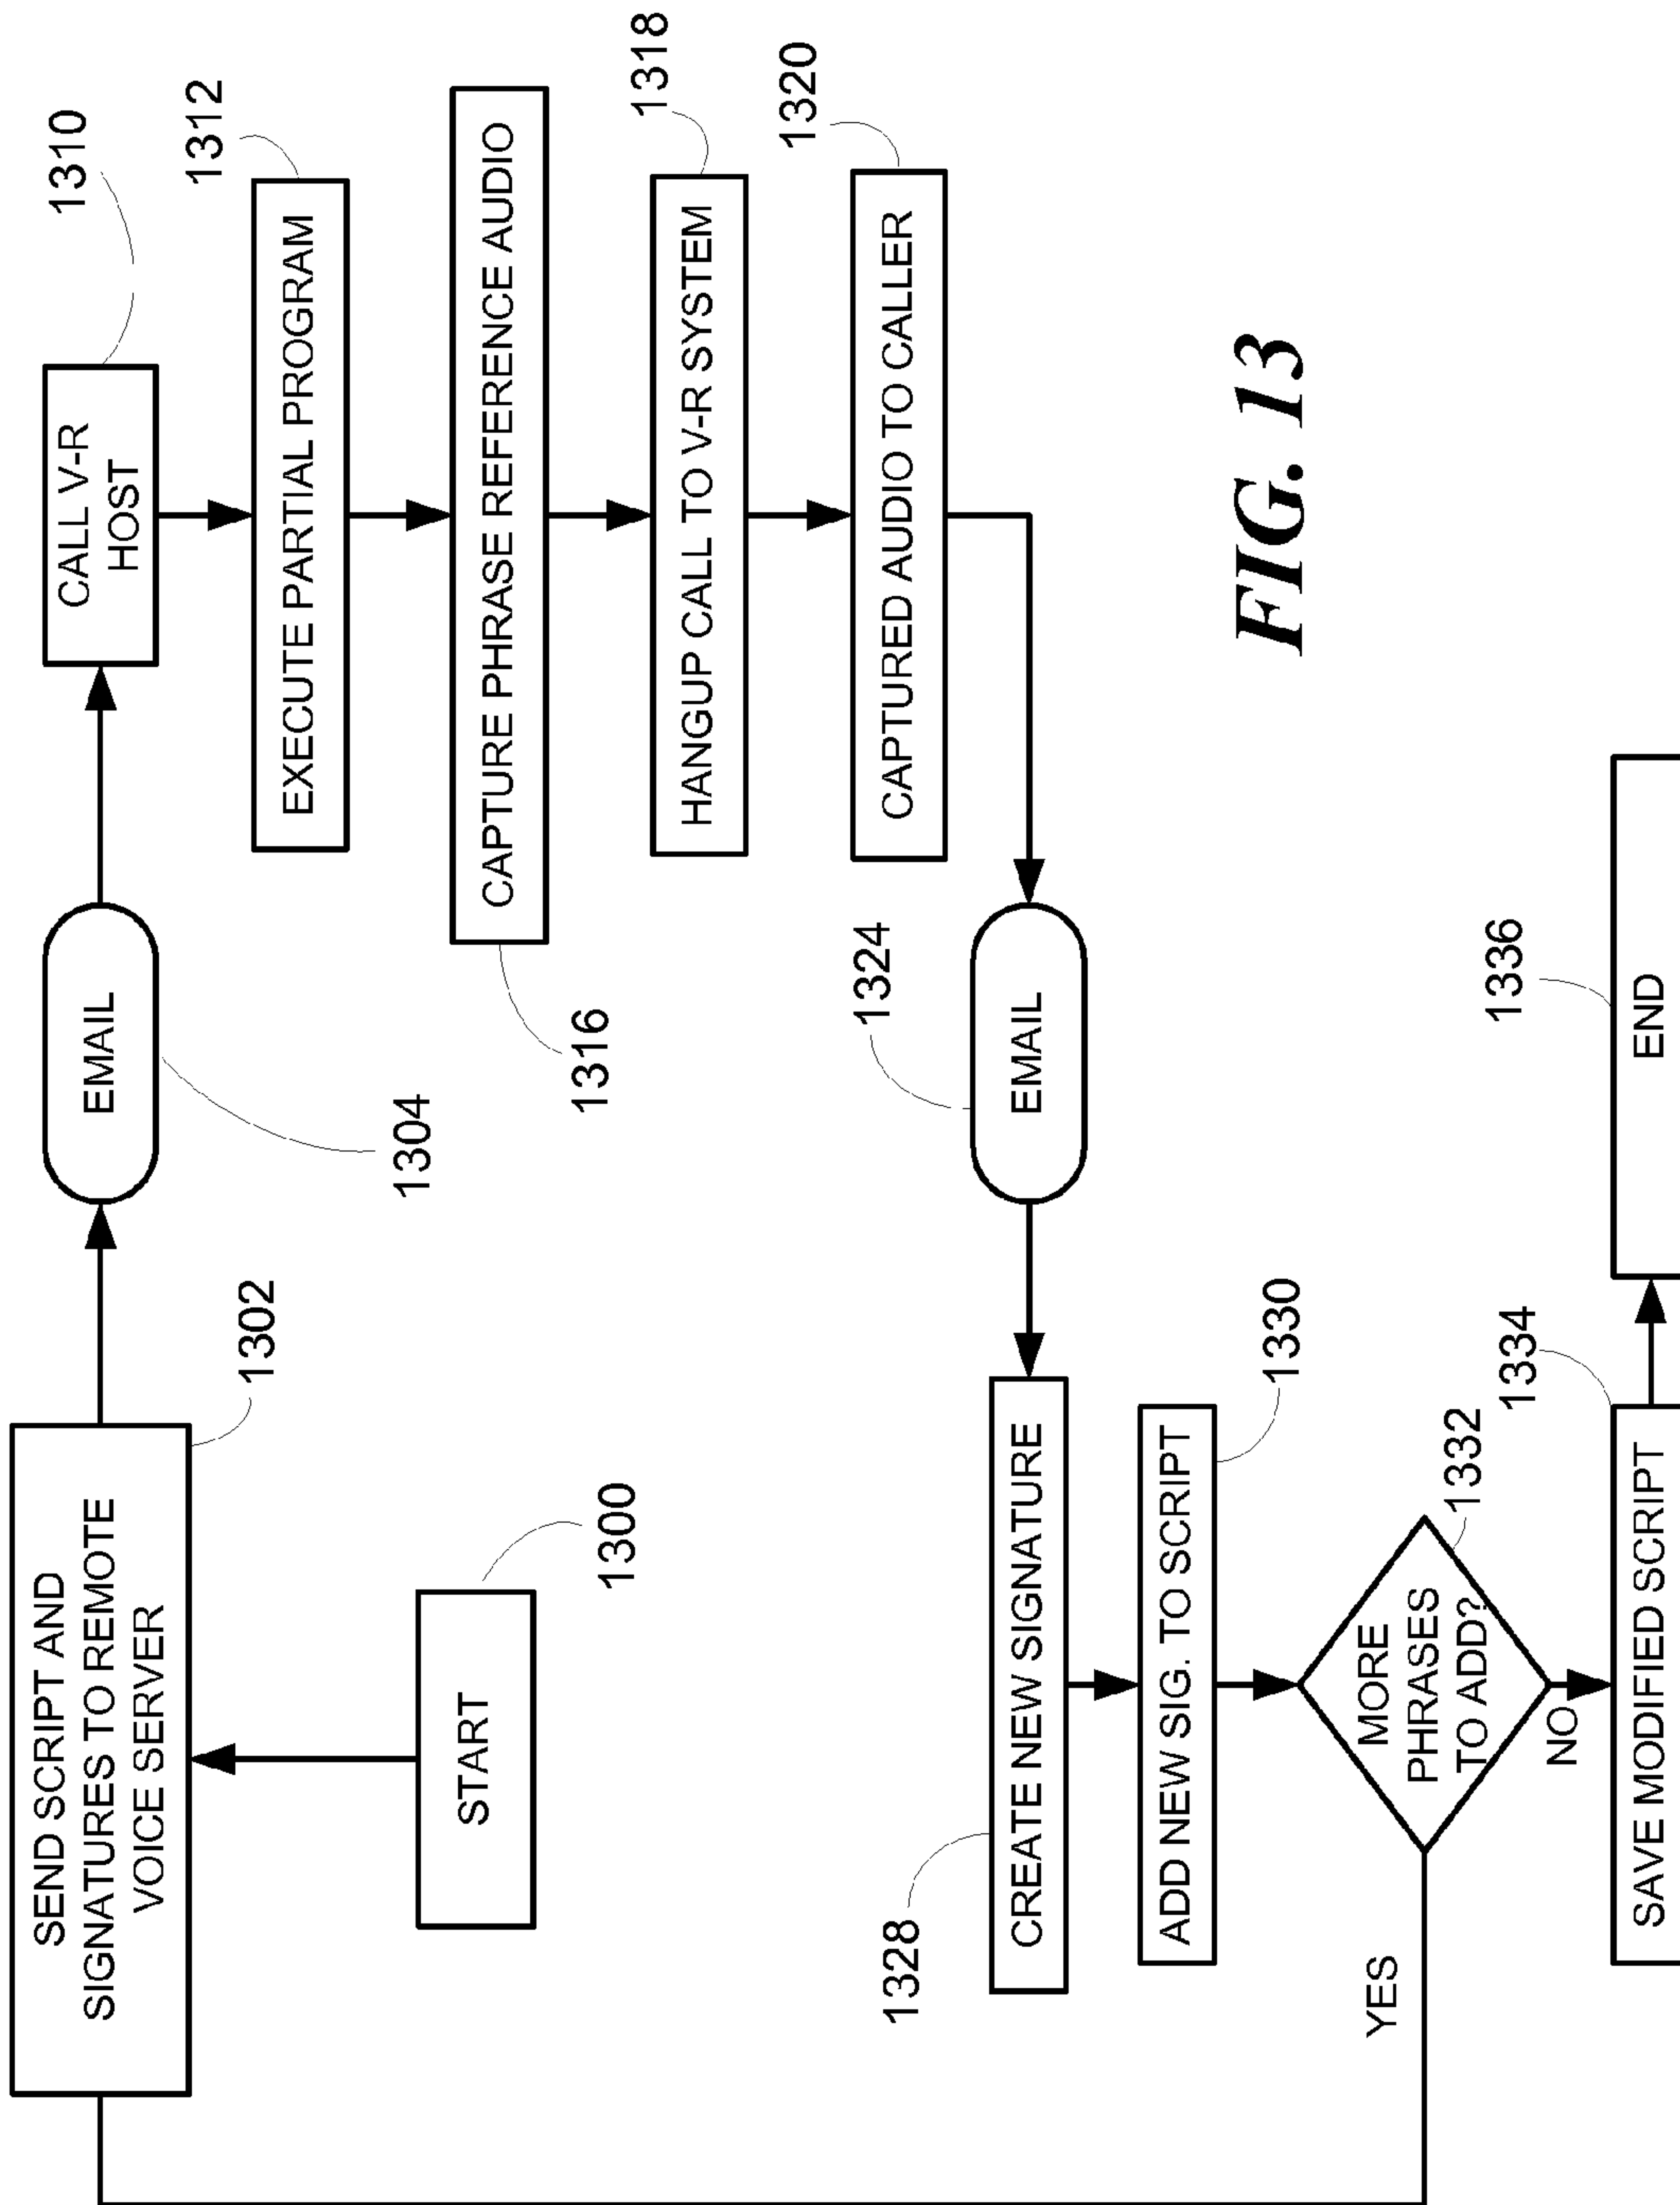 SEND SCRIPT AND
SIGNATURES TO REMOTE
VOICE SERVER
1302
START
1300
EMAIL
1304
CALL V-R
HOST
1310
EXECUTE PARTIAL PROGRAM
1312
CAPTURE PHRASE REFERENCE AUDIO
1316
HANGUP CALL TO V-R SYSTEM
1318
CAPTURED AUDIO TO CALLER
1320
EMAIL
1324
CREATE NEW SIGNATURE
1328
ADD NEW SIG. TO SCRIPT
1330
MORE
PHRASES
TO ADD?
1332
YES
NO
SAVE MODIFIED SCRIPT
1334
END
1336
FIG. 13